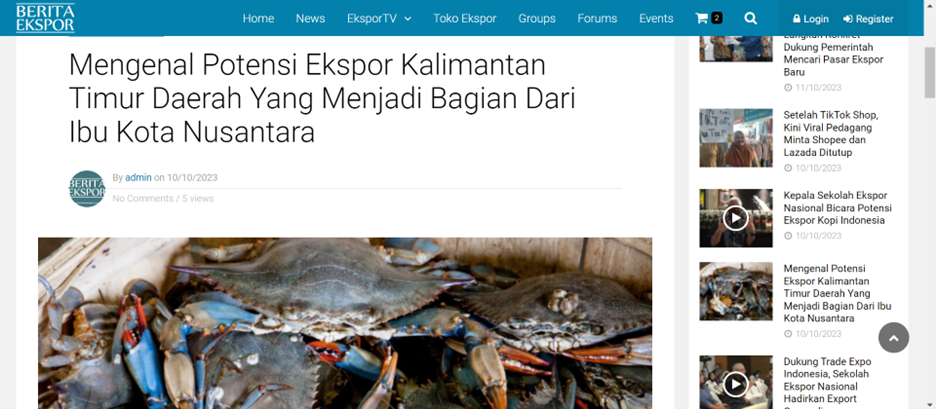 BERITA
EKSPOR
Home News EksporTV Toko Ekspor Groups Forums Events 2 Login Register
Mengenal Potensi Ekspor Kalimantan
Timur Daerah Yang Menjadi Bagian Dari
Ibu Kota Nusantara
BERITA
EKSPOR
By admin on 10/10/2023
No Comments / 5 views
Langkah Konkret
Dukung Pemerintah
Mencari Pasar Ekspor
Baru
11/10/2023
Setelah TikTok Shop,
Kini Viral Pedagang
Minta Shopee dan
Lazada Ditutup
10/10/2023
Kepala Sekolah Ekspor
Nasional Bicara Potensi
Ekspor Kopi Indonesia
10/10/2023
Mengenal Potensi
Ekspor Kalimantan
Timur Daerah Yang
Menjadi Bagian Dari Ibu
Kota Nusantara
10/10/2023
Dukung Trade Expo
Indonesia, Sekolah
Ekspor Nasional
Hadirkan Export